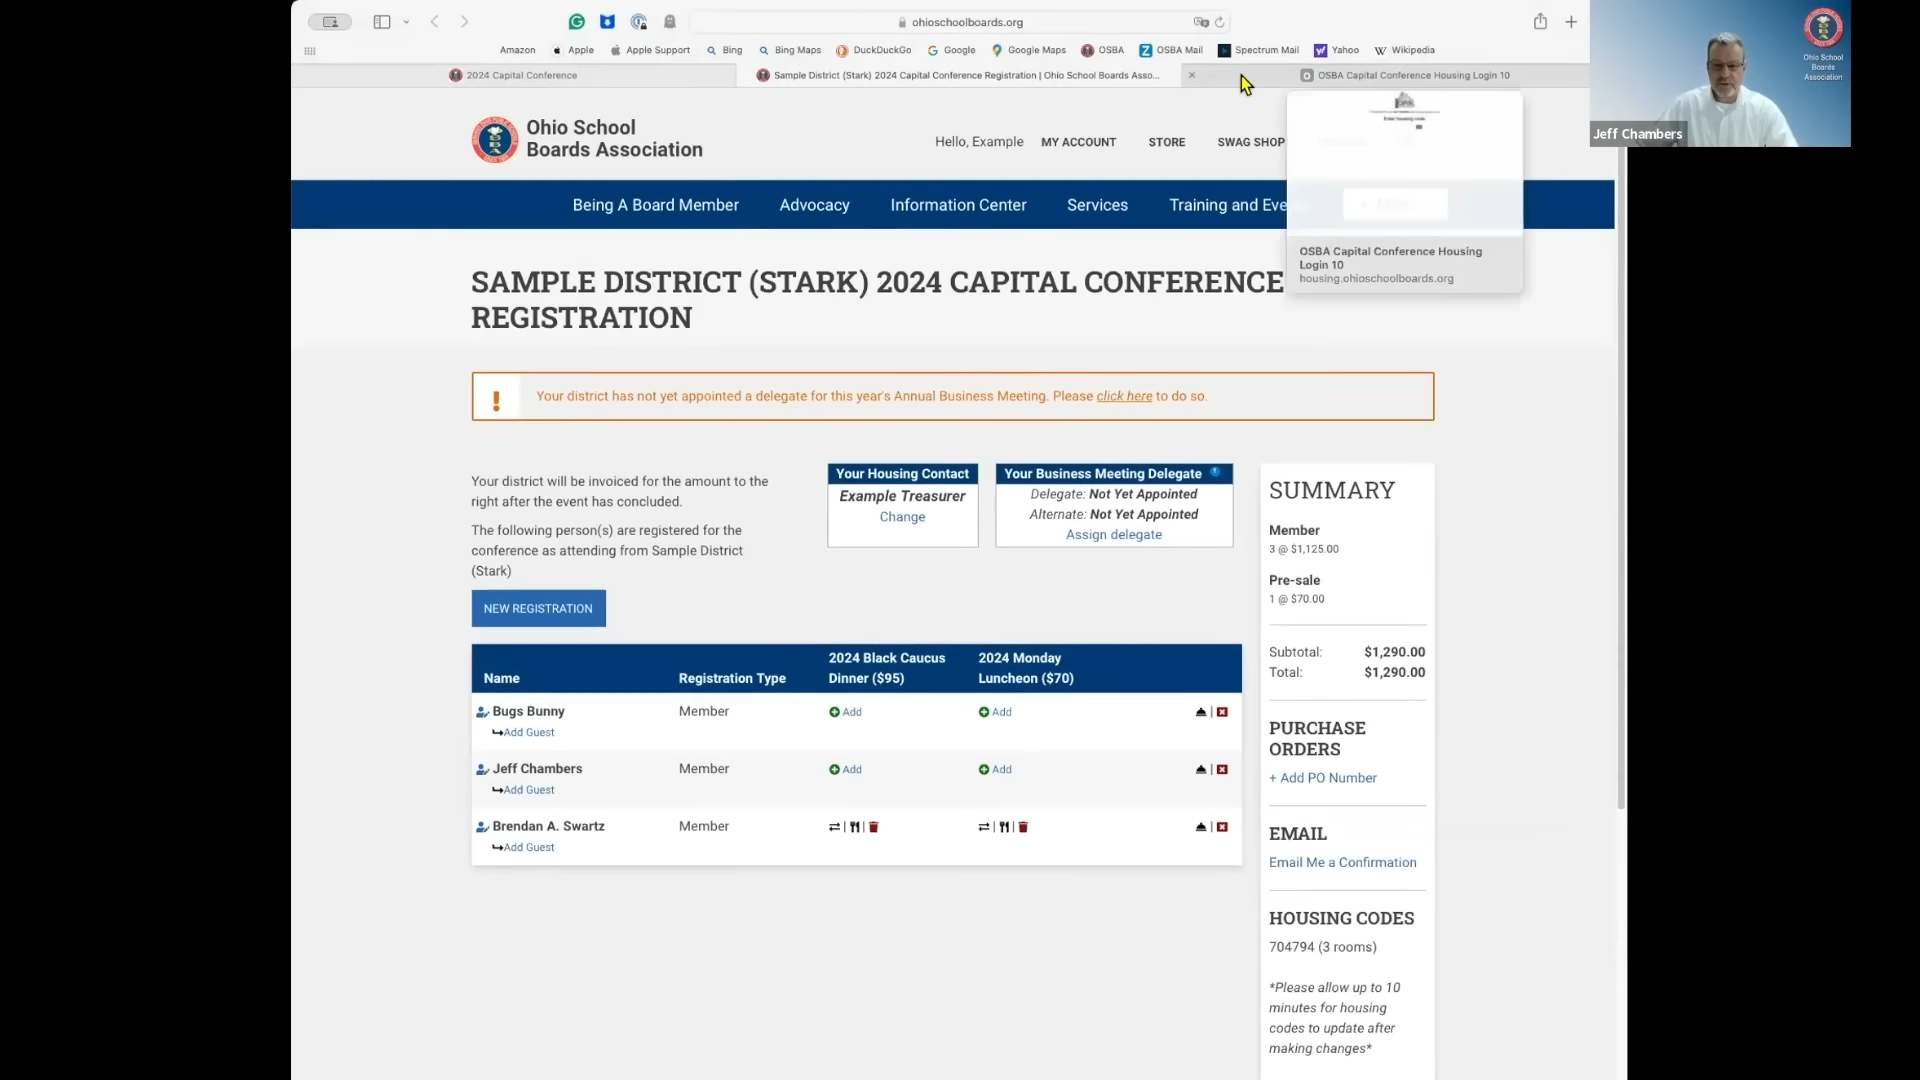 ohioschoolboards.org
Amazon
Apple
Apple Support
Bing
Bing Maps
DuckDuckGo
Google
Google Maps
OSBA
OSBA Mail
Spectrum Mail
Yahoo
Wikipedia
2024 Capital Conference
Sample District (Stark) 2024 Capital Conference Registration | Ohio School Boards Asso...
OSBA Capital Conference Housing Login 10
Ohio School
Boards Association
Hello, Example
MY ACCOUNT
STORE
SWAG SHOP
Being A Board Member
Advocacy
Information Center
Services
Training and Eve
OSBA Capital Conference Housing
Login 10
housing.ohioschoolboards.org
Ohio School
Boards
Association
Jeff Chambers
SAMPLE DISTRICT (STARK) 2024 CAPITAL CONFERENCE
REGISTRATION
Your district has not yet appointed a delegate for this year's Annual Business Meeting. Please click here to do so.
Your district will be invoiced for the amount to the
right after the event has concluded.
The following person(s) are registered for the
conference as attending from Sample District
(Stark)
NEW REGISTRATION
Your Housing Contact
Example Treasurer
Change
Your Business Meeting Delegate
Delegate: Not Yet Appointed
Alternate: Not Yet Appointed
Assign delegate
Name
Registration Type
2024 Black Caucus
Dinner ($95)
2024 Monday
Luncheon ($70)
Bugs Bunny
Member
Add
Add
Add Guest
Jeff Chambers
Member
Add
Add
Add Guest
Brendan A. Swartz
Member
Add Guest
SUMMARY
Member
3 @ $1,125.00
Pre-sale
1 @ $70.00
Subtotal: $1,290.00
Total: $1,290.00
PURCHASE
ORDERS
+ Add PO Number
EMAIL
Email Me a Confirmation
HOUSING CODES
704794 (3 rooms)
*Please allow up to 10
minutes for housing
codes to update after
making changes*